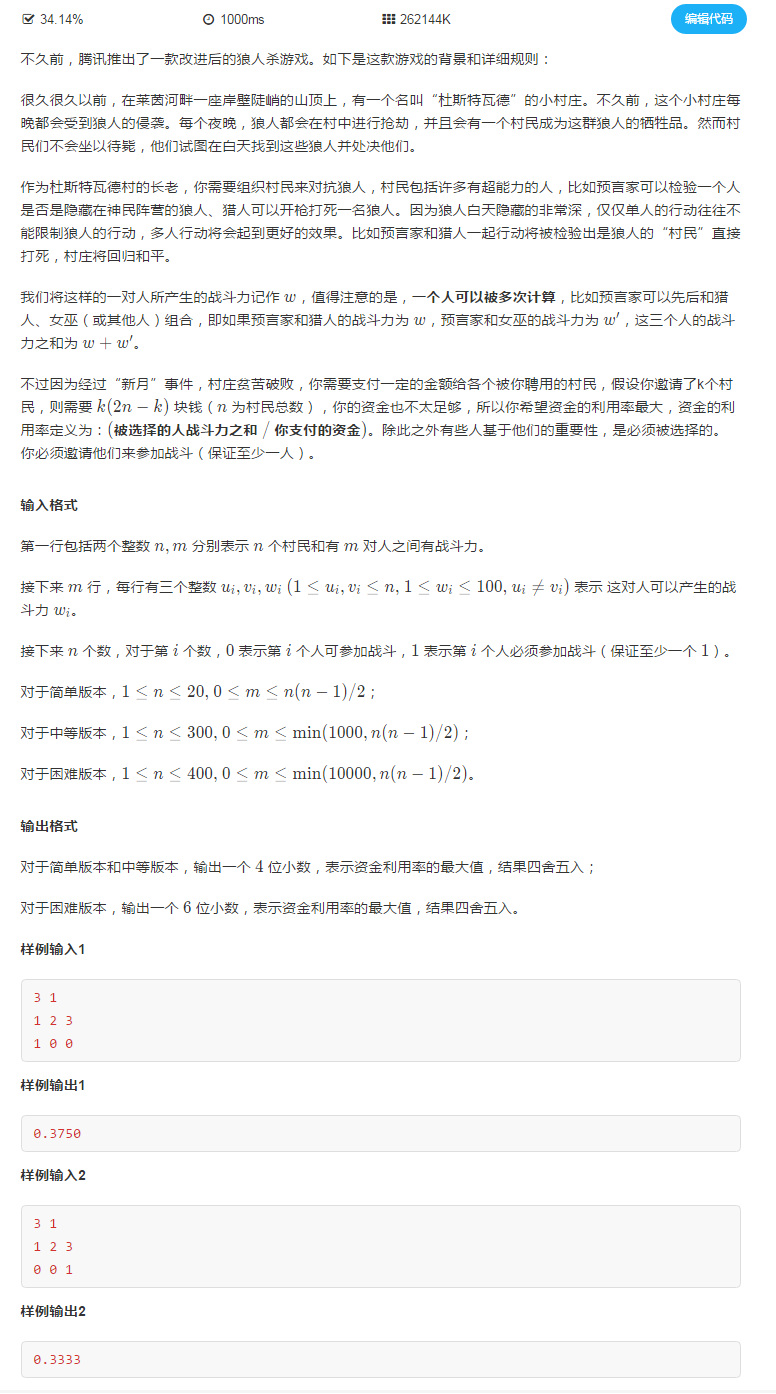 34.14% 1000ms 262144K 编辑代码
不久前，腾讯推出了一款改进后的狼人杀游戏。如下是这款游戏的背景和详细规则：
很久很久以前，在莱茵河畔一座岸壁陡峭的山顶上，有一个名叫“杜斯特瓦德”的小村庄。不久前，这个小村庄每
晚都会受到狼人的侵袭。每个夜晚，狼人都会在村中进行抢劫，并且会有一个村民成为这群狼人的牺牲品。然而村
民们不会坐以待毙，他们试图在白天找到这些狼人并处决他们。
作为杜斯特瓦德村的长老，你需要组织村民来对抗狼人，村民包括许多有超能力的人，比如预言家可以检验一个人
是否是隐藏在神民阵营的狼人、猎人可以开枪打死一名狼人。因为狼人白天隐藏的非常深，仅仅单人的行动往往不
能限制狼人的行动，多人行动将会起到更好的效果。比如预言家和猎人一起行动将被检验出是狼人的“村民”直接
打死，村庄将回归和平。
我们将这样的一对人所产生的战斗力记作 w，值得注意的是，一个人可以被多次计算，比如预言家可以先后和猎
人、女巫（或其他人）组合，即如果预言家和猎人的战斗力为 w，预言家和女巫的战斗力为 w′，这三个人的战斗
力之和为 w + w′。
不过因为经过“新月”事件，村庄贫苦破败，你需要支付一定的金额给各个被你聘用的村民，假设你邀请了k个村
民，则需要 k(2n − k) 块钱（n 为村民总数），你的资金也不太足够，所以你希望资金的利用率最大，资金的利
用率定义为：(被选择的人战斗力之和 / 你支付的资金)。除此之外有些人基于他们的重要性，是必须被选择的。
你必须邀请他们来参加战斗（保证至少一人）。
输入格式
第一行包括两个整数 n, m 分别表示 n 个村民和有 m 对人之间有战斗力。
接下来 m 行，每行有三个整数 uᵢ, vᵢ, wᵢ (1 ≤ uᵢ, vᵢ ≤ n, 1 ≤ wᵢ ≤ 100, uᵢ ≠ vᵢ) 表示 这对人可以产生的战
斗力 wᵢ。
接下来 n 个数，对于第 i 个数，0 表示第 i 个人可参加战斗，1 表示第 i 个人必须参加战斗（保证至少一个 1）。
对于简单版本，1 ≤ n ≤ 20, 0 ≤ m ≤ n(n − 1)/2；
对于中等版本，1 ≤ n ≤ 300, 0 ≤ m ≤ min(1000, n(n − 1)/2)；
对于困难版本，1 ≤ n ≤ 400, 0 ≤ m ≤ min(10000, n(n − 1)/2)。
输出格式
对于简单版本和中等版本，输出一个 4 位小数，表示资金利用率的最大值，结果四舍五入；
对于困难版本，输出一个 6 位小数，表示资金利用率的最大值，结果四舍五入。
样例输入1
3 1
1 2 3
1 0 0
样例输出1
0.3750
样例输入2
3 1
1 2 3
0 0 1
样例输出2
0.3333